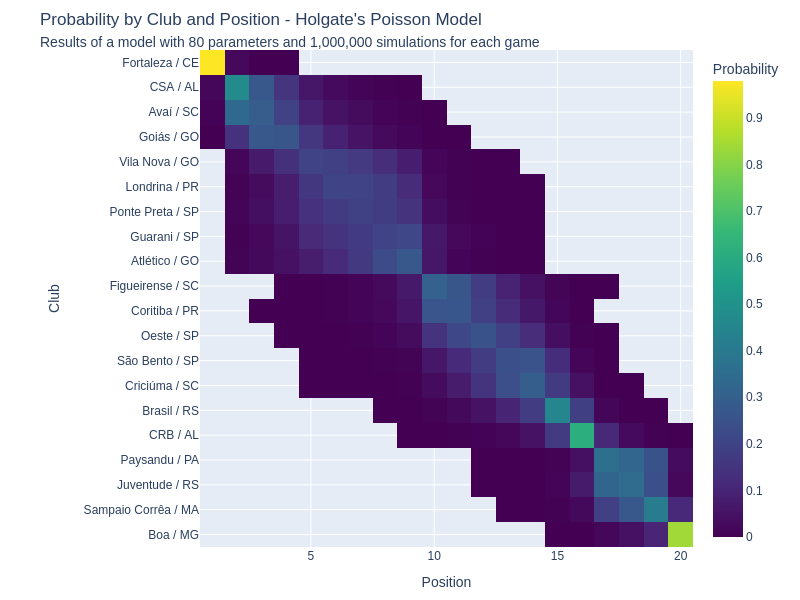 Probability by Club and Position - Holgate's Poisson Model
Results of a model with 80 parameters and 1,000,000 simulations for each game
Probability
Club
Fortaleza / CE
CSA / AL
Avaí / SC
Goiás / GO
Vila Nova / GO
Londrina / PR
Ponte Preta / SP
Guarani / SP
Atlético / GO
Figueirense / SC
Coritiba / PR
Oeste / SP
São Bento / SP
Criciúma / SC
Brasil / RS
CRB / AL
Paysandu / PA
Juventude / RS
Sampaio Corrêa / MA
Boa / MG
0.9
0.8
0.7
0.6
0.5
0.4
0.3
0.2
0.1
0
5
10
15
20
Position